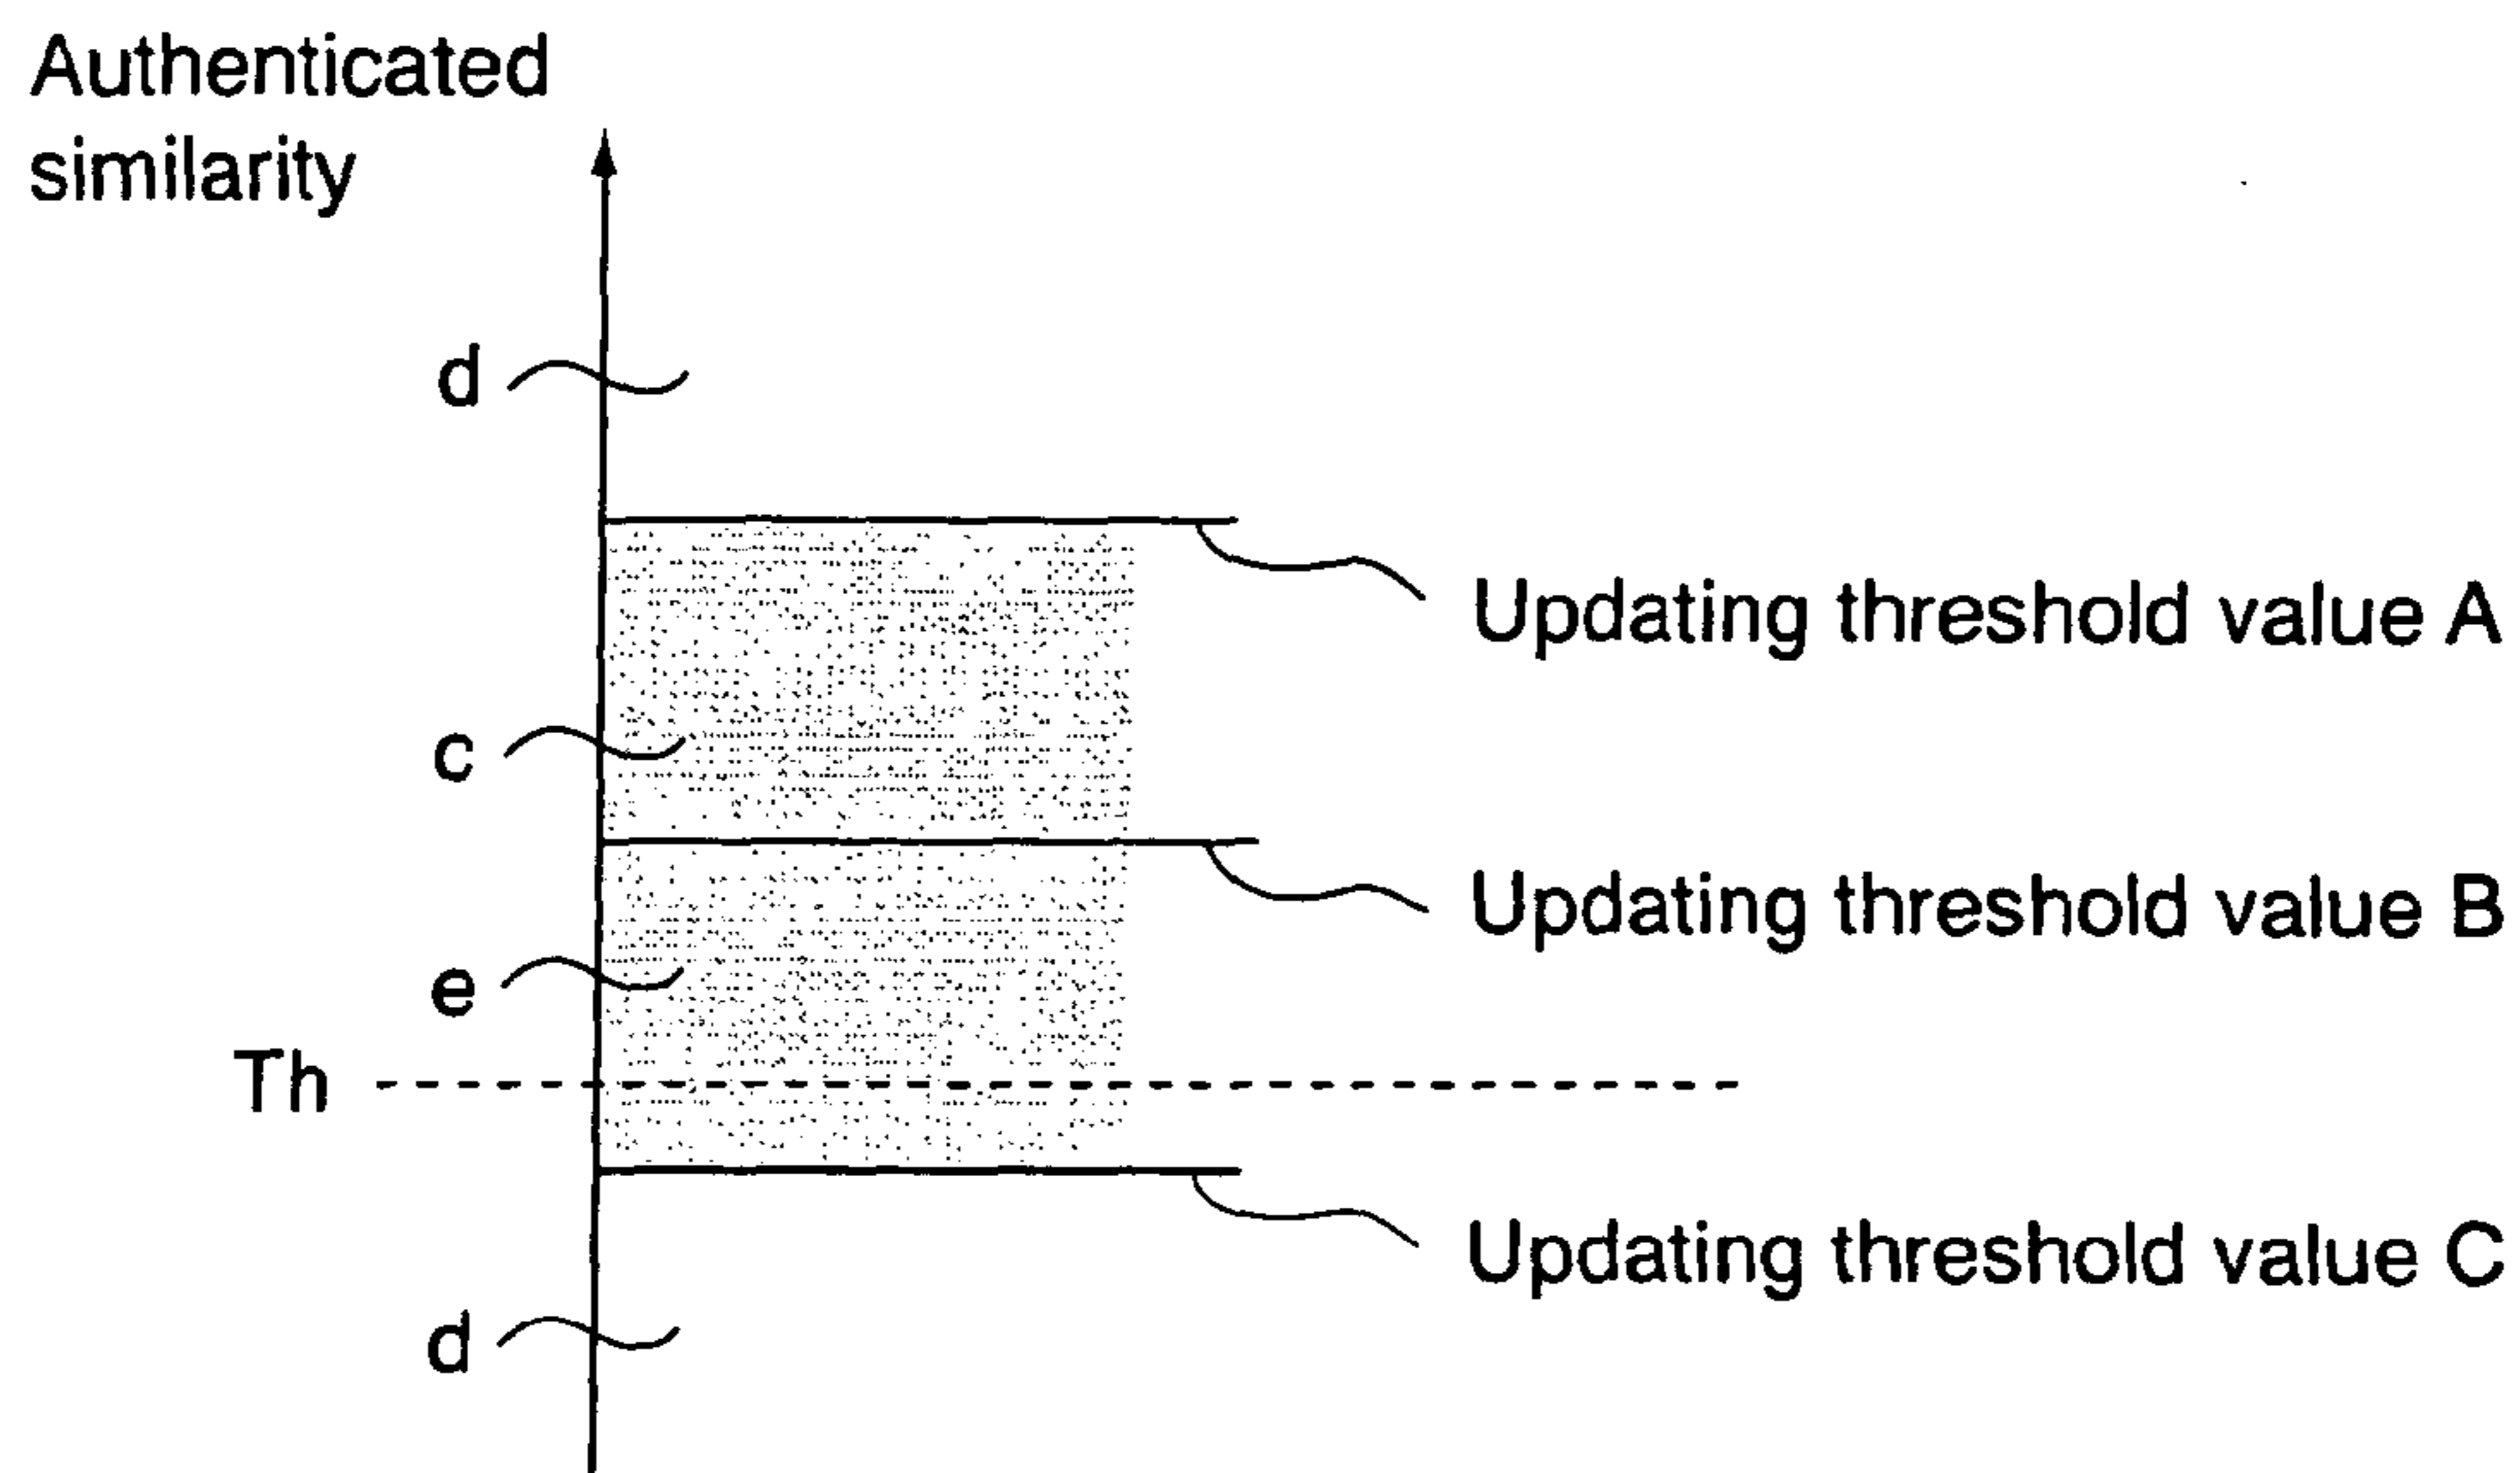 Authenticated
similarity
d
Updating threshold value A
c
Updating threshold value B
e
Th
Updating threshold value C
d